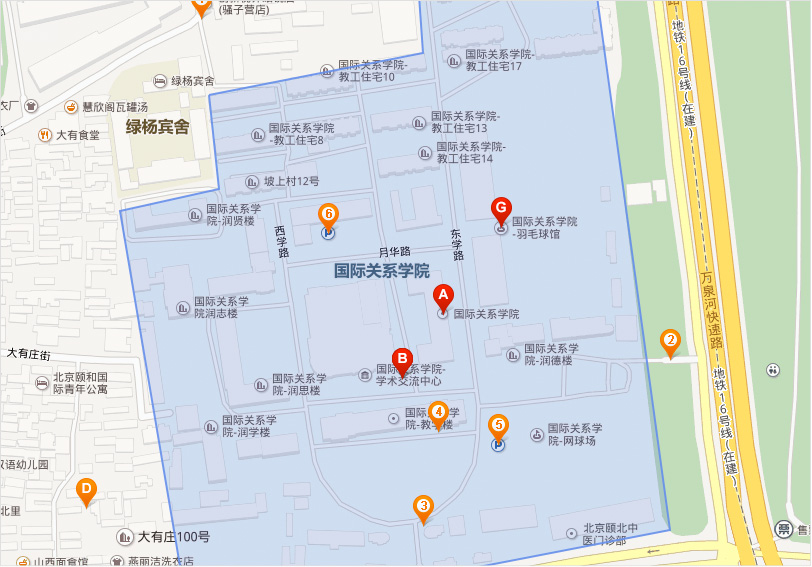 (骚子营店)
国际关系学院-
教工住宅10
国际关系学院-
教工住宅17
绿杨宾舍
衣厂
慧欣阁瓦罐汤
大有食堂
绿杨宾舍
国际关系学院
-教工住宅8
国际关系学院-
教工住宅13
国际关系学院-
教工住宅14
坡上村12号
国际关系学
院-润贤楼
6
P
西学路
月华路
东学路
G
国际关系学院
-羽毛球馆
国际关系学院
A
国际关系学院
国际关系学
院润志楼
地铁16号线(在建)
万泉河快速路
地铁16号线(在建)
2
大有庄街
北京颐和国
际青年公寓
B
国际关系学院-
学术交流中心
国际关系学
院-润德楼
国际关系学
院-润思楼
国际关系学
院-润学楼
4
国际关系学
院-教学楼
5
P
国际关系学
院-网球场
汉语幼儿园
D
北里
3
大有庄100号
北京颐北中
医门诊部
票
售
山西面食馆
燕丽洁洗衣店